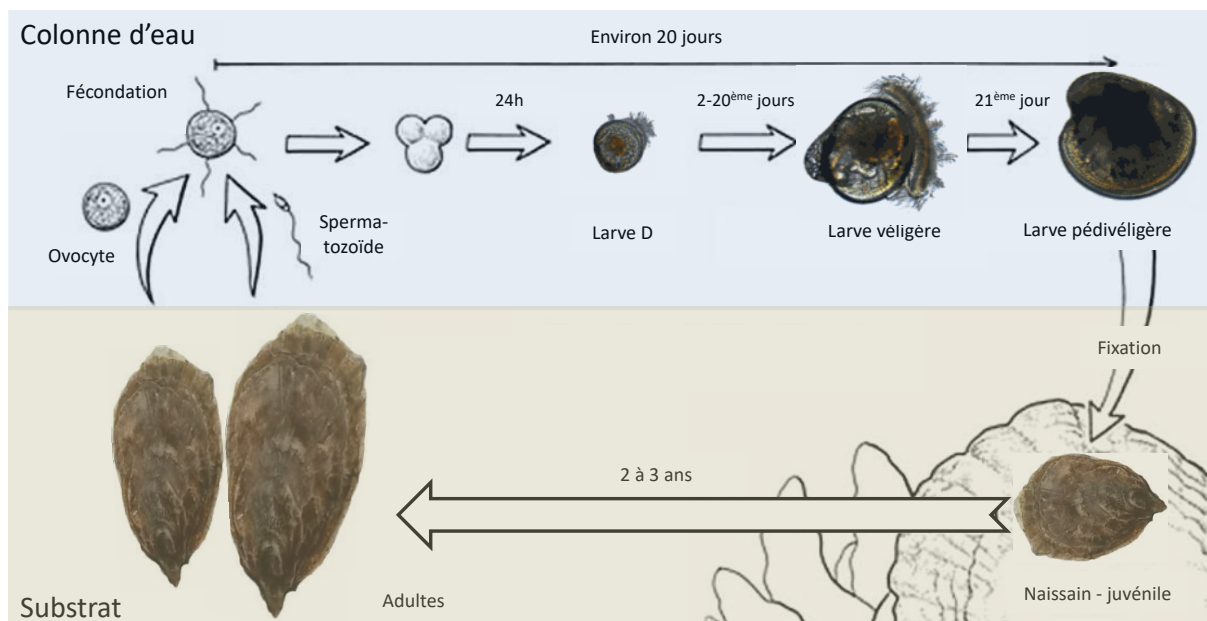 Colonne d'eau
Environ 20 jours
Fécondation
24h
2-20ème jours
21ème jour
Ovocyte
Sperma-
tozoïde
Larve D
Larve véligère
Larve pédivéligère
Fixation
2 à 3 ans
Naissain - juvénile
Adultes
Substrat